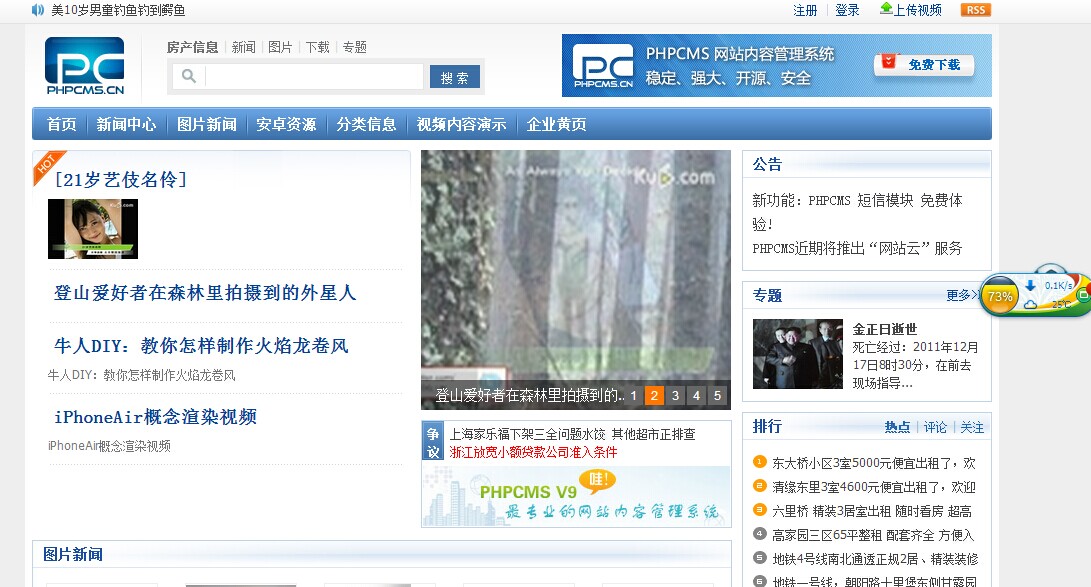 美10岁男童钓鱼钓到鳄鱼
注册 登录 上传视频 RSS
PC
PHPCMS.CN
房产信息 新闻 图片 下载 专题
搜索
PC
PHPCMS.CN
PHPCMS 网站内容管理系统
稳定、强大、开源、安全
免费下载
首页 新闻中心 图片新闻 安卓资源 分类信息 视频内容演示 企业黄页
HOT
[21岁艺伎名伶]
登山爱好者在森林里拍摄到的外星人
牛人DIY：教你怎样制作火焰龙卷风
牛人DIY：教你怎样制作火焰龙卷风
iPhoneAir概念渲染视频
iPhoneAir概念渲染视频
Ku6.com
登山爱好者在森林里拍摄到的.. 1 2 3 4 5
争议
上海家乐福下架三全问题水饺 其他超市正排查
浙江放宽小额贷款公司准入条件
PHPCMS V9 哇!
最专业的网站内容管理系统
图片新闻
公告
新功能：PHPCMS 短信模块 免费体
验！
PHPCMS近期将推出“网站云”服务
专题 更多>
73%
0.1K/s
25℃
金正日逝世
死亡经过：2011年12月
17日8时30分，在前去
现场指导...
排行 热点 评论 关注
1 东大桥小区3室5000元便宜出租了，欢
2 清缘东里3室4600元便宜出租了，欢迎
3 六里桥 精装3居室出租 随时看房 超高
4 高家园三区65平整租 配套齐全 方便入
5 地铁4号线南北通透正规2居、精装装修
6 地铁一号线，朝阳路十里堡东侧甘露园